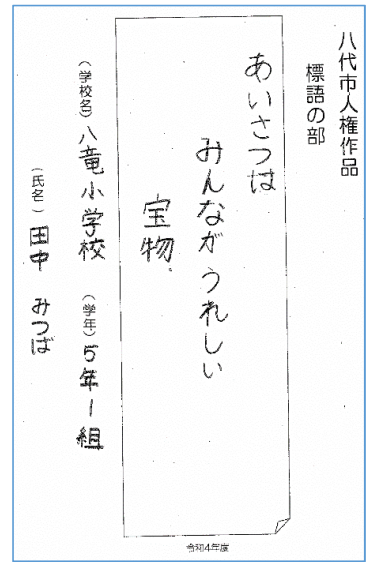 八代市人権作品
標語の部
あいさつは
みんながうれしい
宝物、
(学校名)八竜小学校 (学年)5年1組
(氏名)田中 みつば
令和4年度